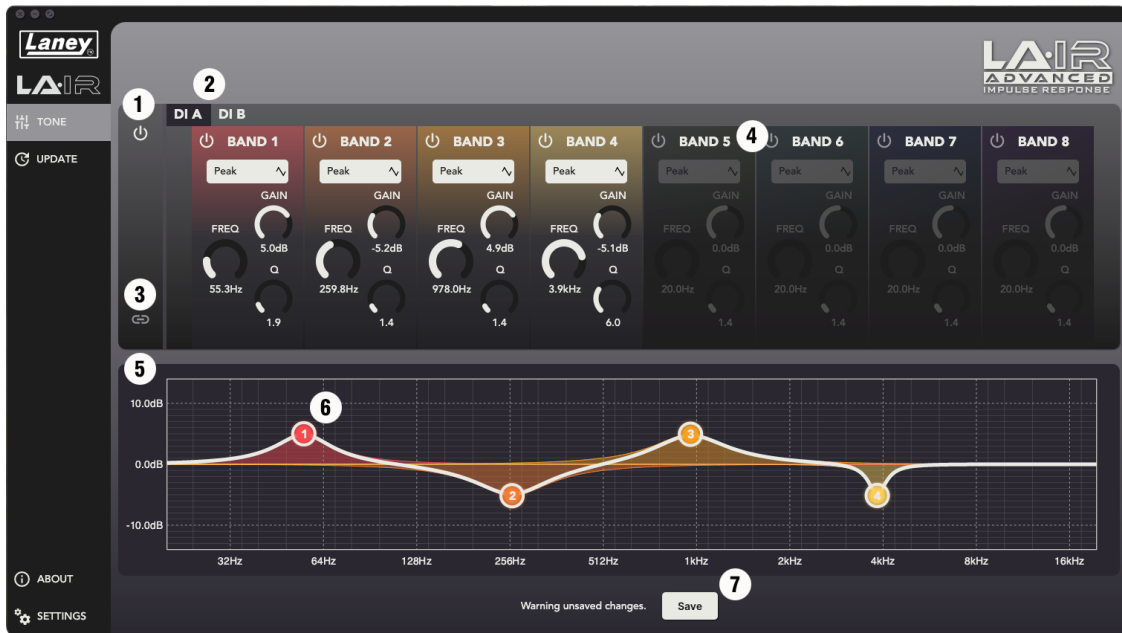 Laney
LA·IR
TONE
UPDATE
ABOUT
SETTINGS
LA·IR
ADVANCED
IMPULSE RESPONSE
1
2
3
4
5
6
7
DI A DI B
BAND 1 BAND 2 BAND 3 BAND 4 BAND 5 BAND 6 BAND 7 BAND 8
Peak Peak Peak Peak Peak Peak Peak Peak
GAIN GAIN GAIN GAIN GAIN GAIN GAIN GAIN
FREQ FREQ FREQ FREQ FREQ FREQ FREQ FREQ
5.0dB -5.2dB 4.9dB -5.1dB 0.0dB 0.0dB 0.0dB 0.0dB
Q Q Q Q Q Q Q Q
55.3Hz 259.8Hz 978.0Hz 3.9kHz 20.0Hz 20.0Hz 20.0Hz 20.0Hz
1.9 1.4 1.4 6.0 1.4 1.4 1.4 1.4
10.0dB
0.0dB
-10.0dB
1 2 3 4
32Hz 64Hz 128Hz 256Hz 512Hz 1kHz 2kHz 4kHz 8kHz 16kHz
Warning unsaved changes. Save